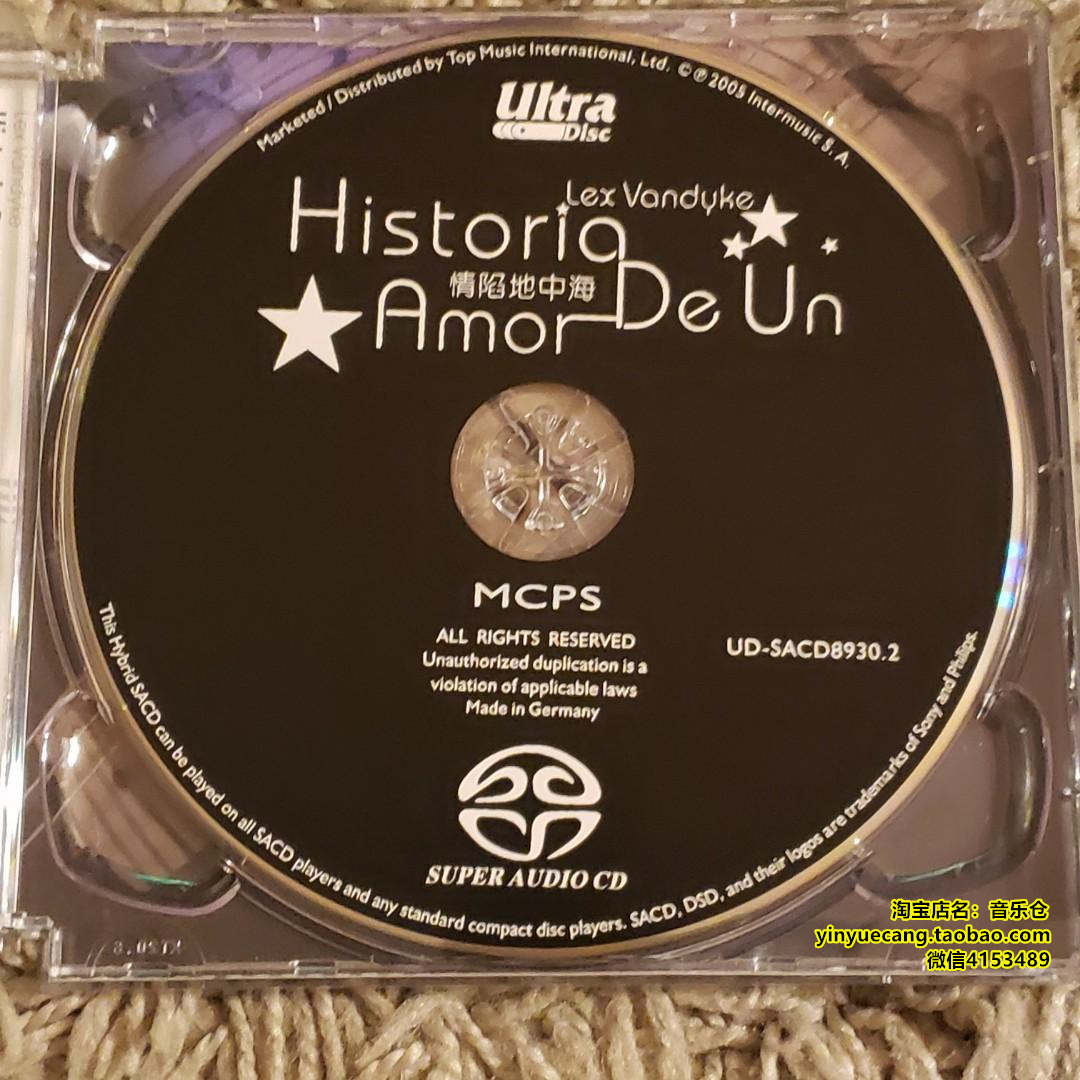 Marketed / Distributed by Top Music International, Ltd. © ℗ 2005 Intermusic S. A.
Ultra
Disc
Lex Vandyke
Historia
De Un
情陷地中海
Amor
MCPS
ALL RIGHTS RESERVED
Unauthorized duplication is a
violation of applicable laws
Made in Germany
UD-SACD8930.2
SUPER AUDIO CD
This Hybrid SACD can be played on all SACD players and any standard compact disc players. SACD, DSD, and their logos are trademarks of Sony and Philips.
淘宝店名：音乐仓
yinyuecang.taobao.com
微信4153489